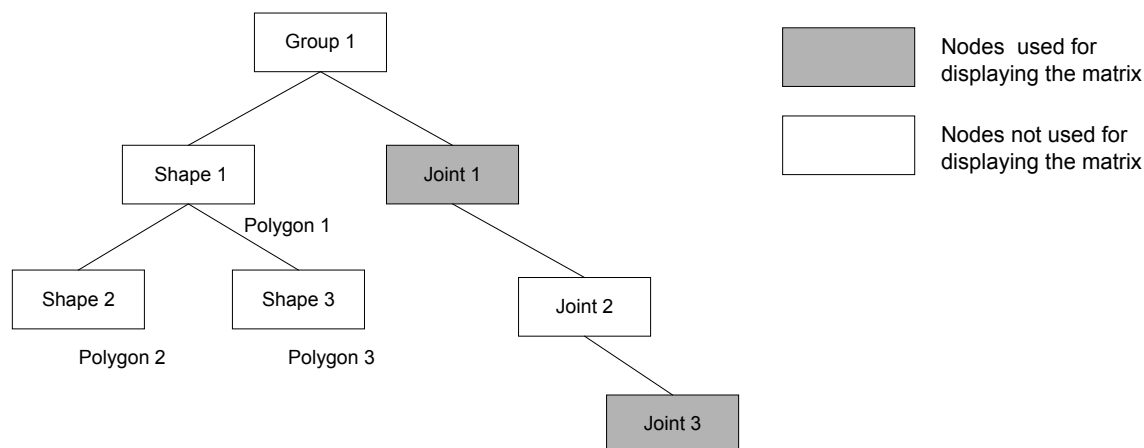 Group 1
Nodes used for
displaying the matrix
Nodes not used for
displaying the matrix
Shape 1
Joint 1
Polygon 1
Shape 2
Shape 3
Joint 2
Polygon 2
Polygon 3
Joint 3